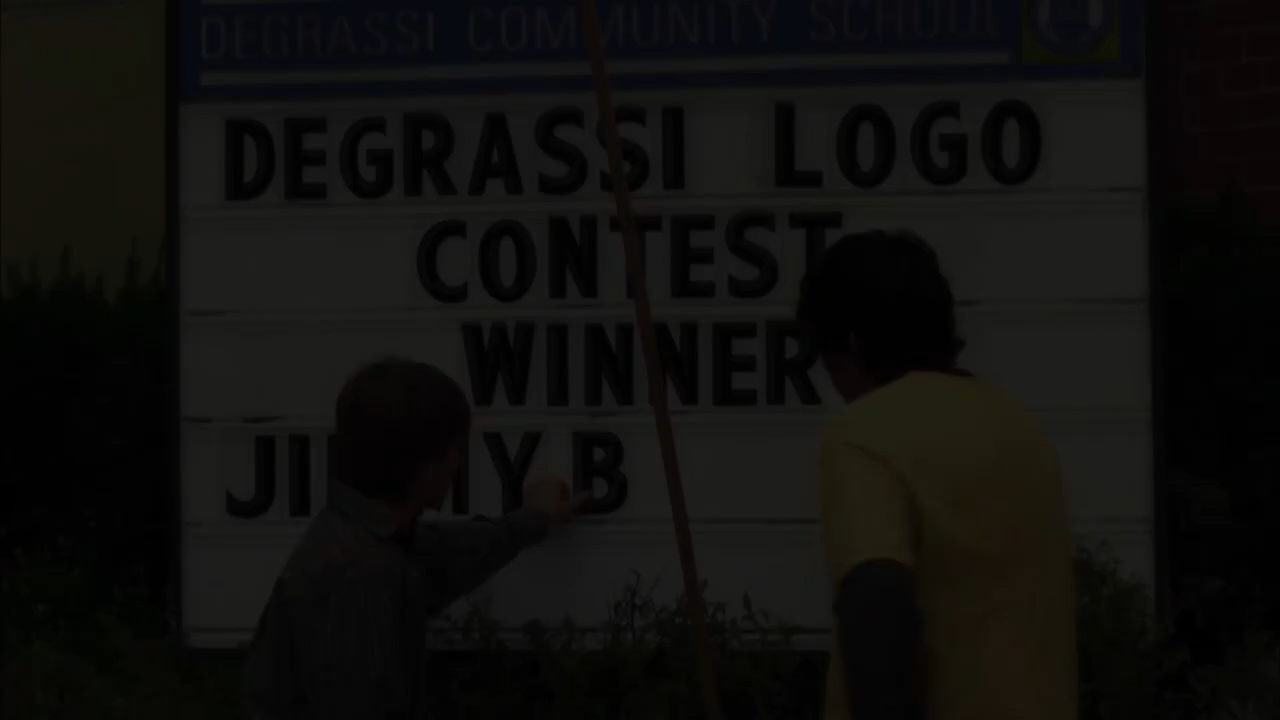 DEGRASSI COMMUNITY SCHOOL
DEGRASSI LOGO
CONTEST
WINNER
B